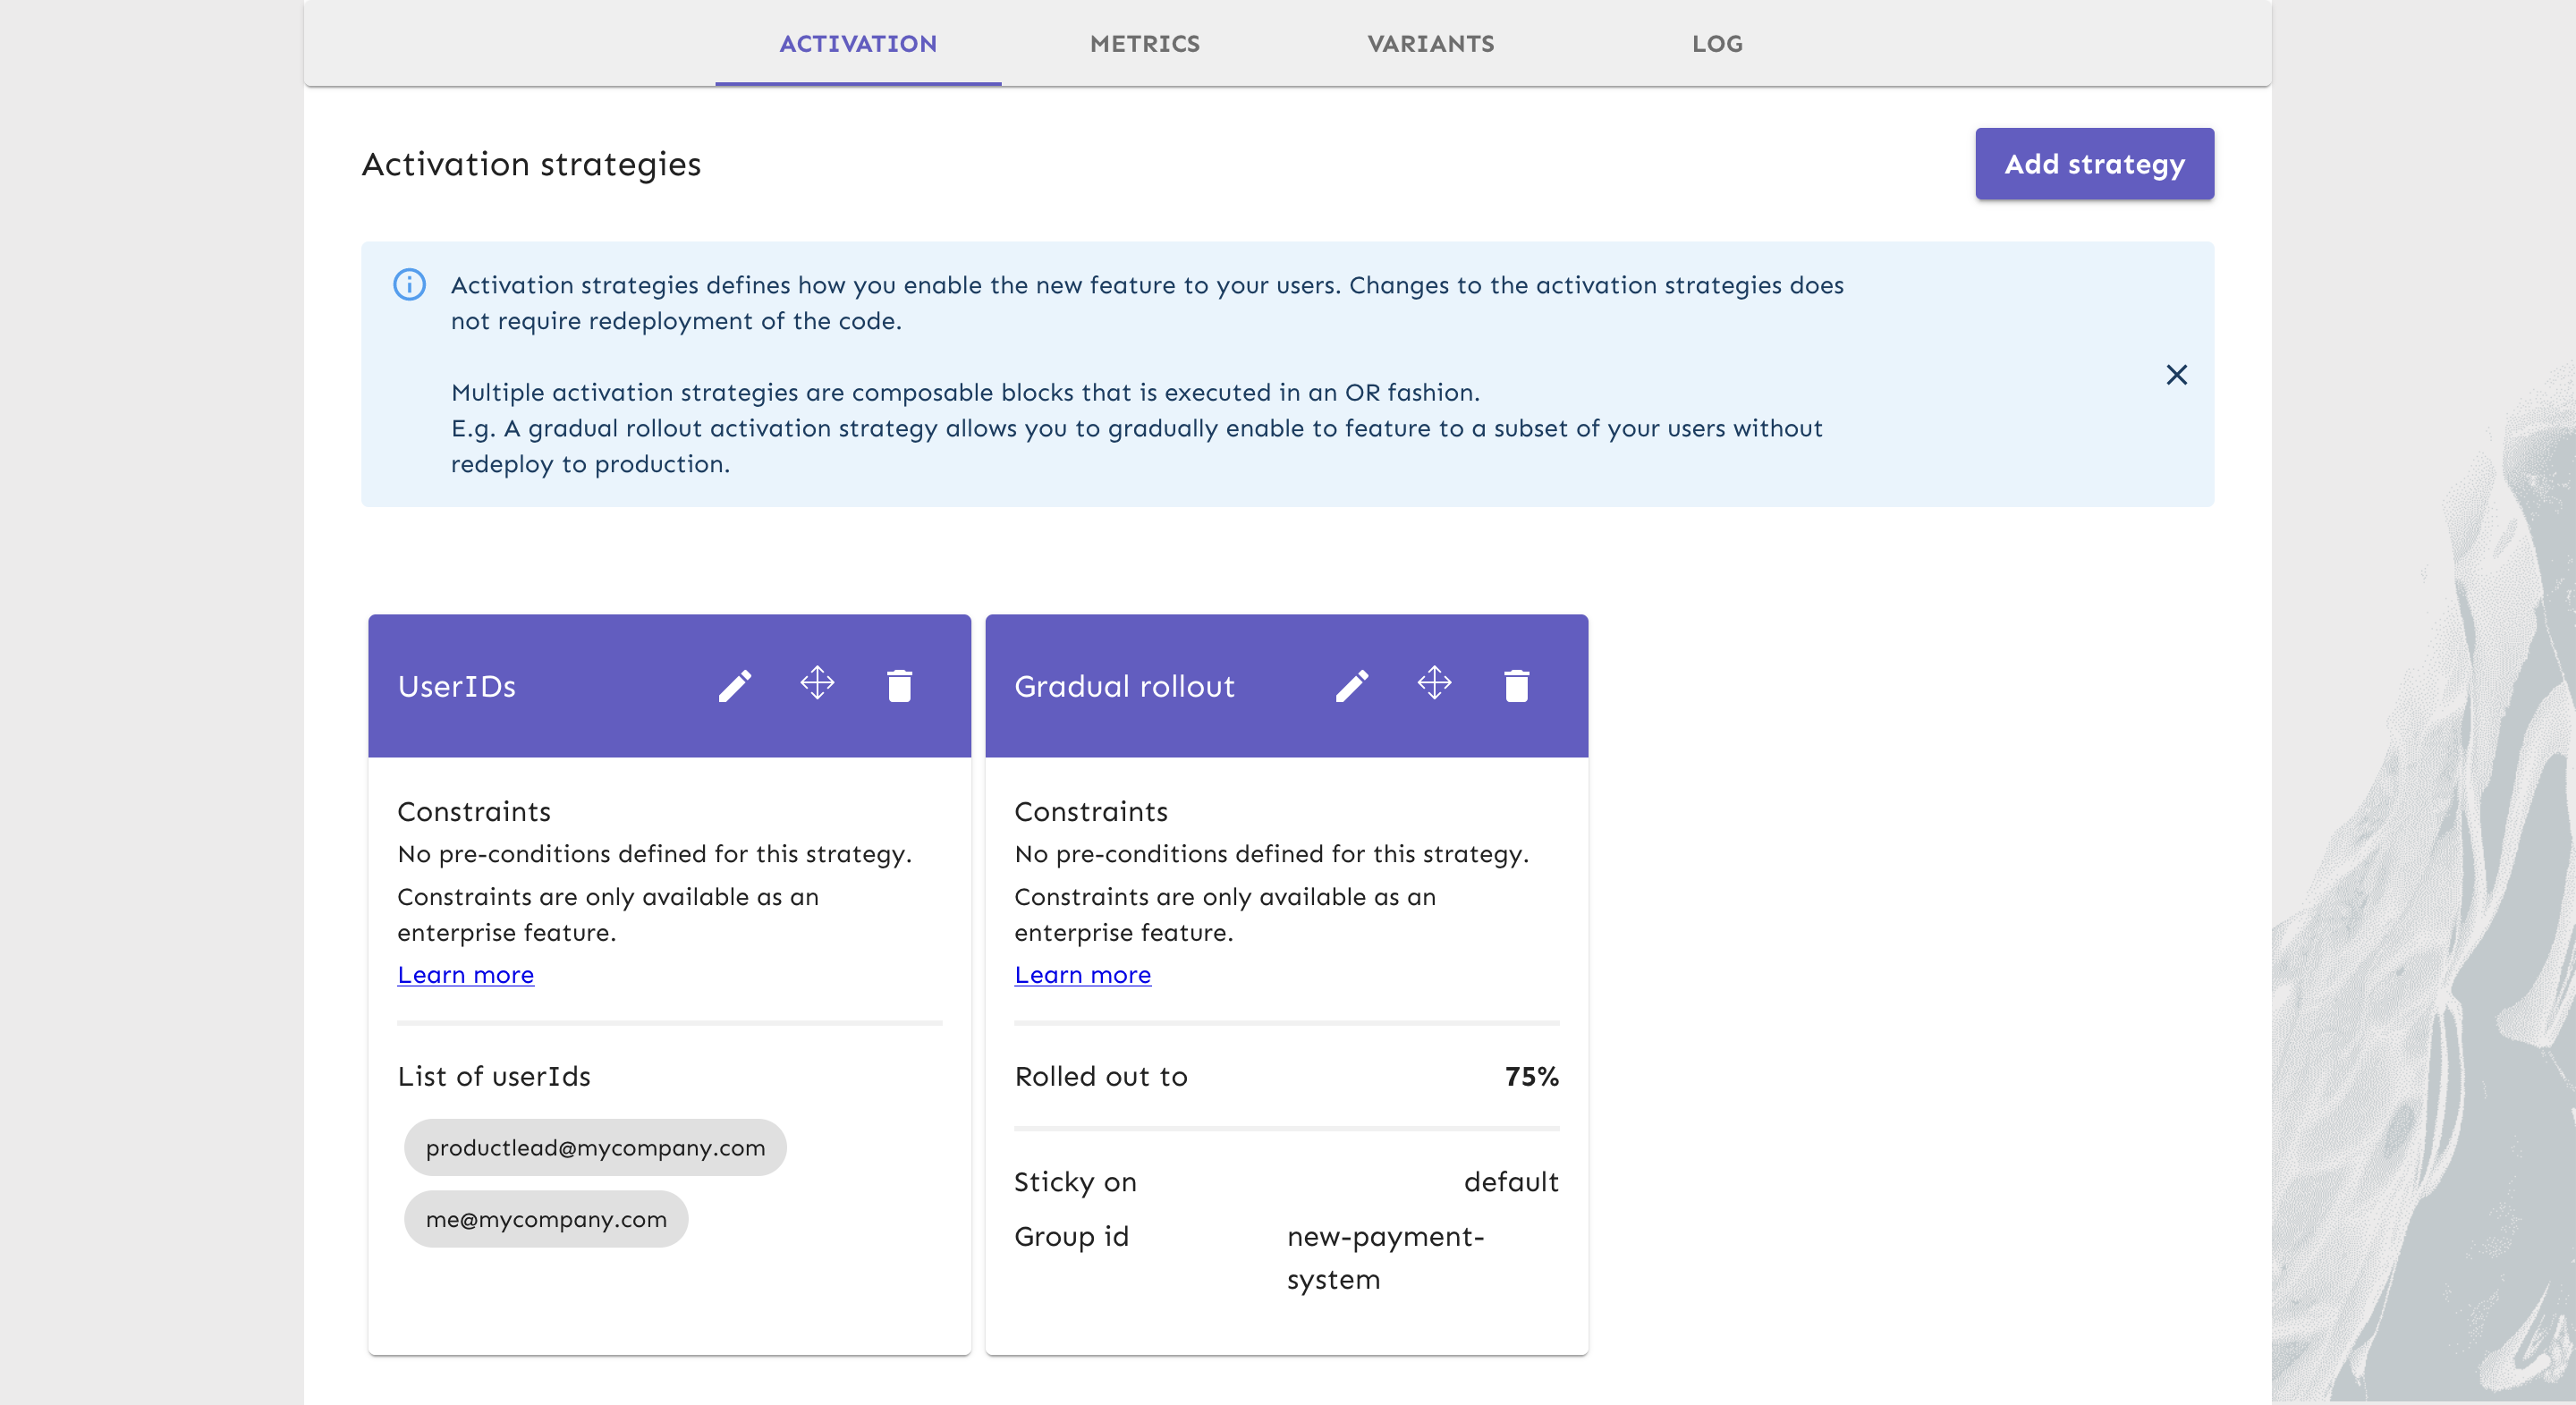 ACTIVATION METRICS VARIANTS LOG
Activation strategies
Add strategy
Activation strategies defines how you enable the new feature to your users. Changes to the activation strategies does
not require redeployment of the code.
Multiple activation strategies are composable blocks that is executed in an OR fashion.
E.g. A gradual rollout activation strategy allows you to gradually enable to feature to a subset of your users without
redeploy to production.
UserIDs
Constraints
No pre-conditions defined for this strategy.
Constraints are only available as an
enterprise feature.
Learn more
List of userIds
productlead@mycompany.com
me@mycompany.com
Gradual rollout
Constraints
No pre-conditions defined for this strategy.
Constraints are only available as an
enterprise feature.
Learn more
Rolled out to 75%
Sticky on default
Group id new-payment-
system